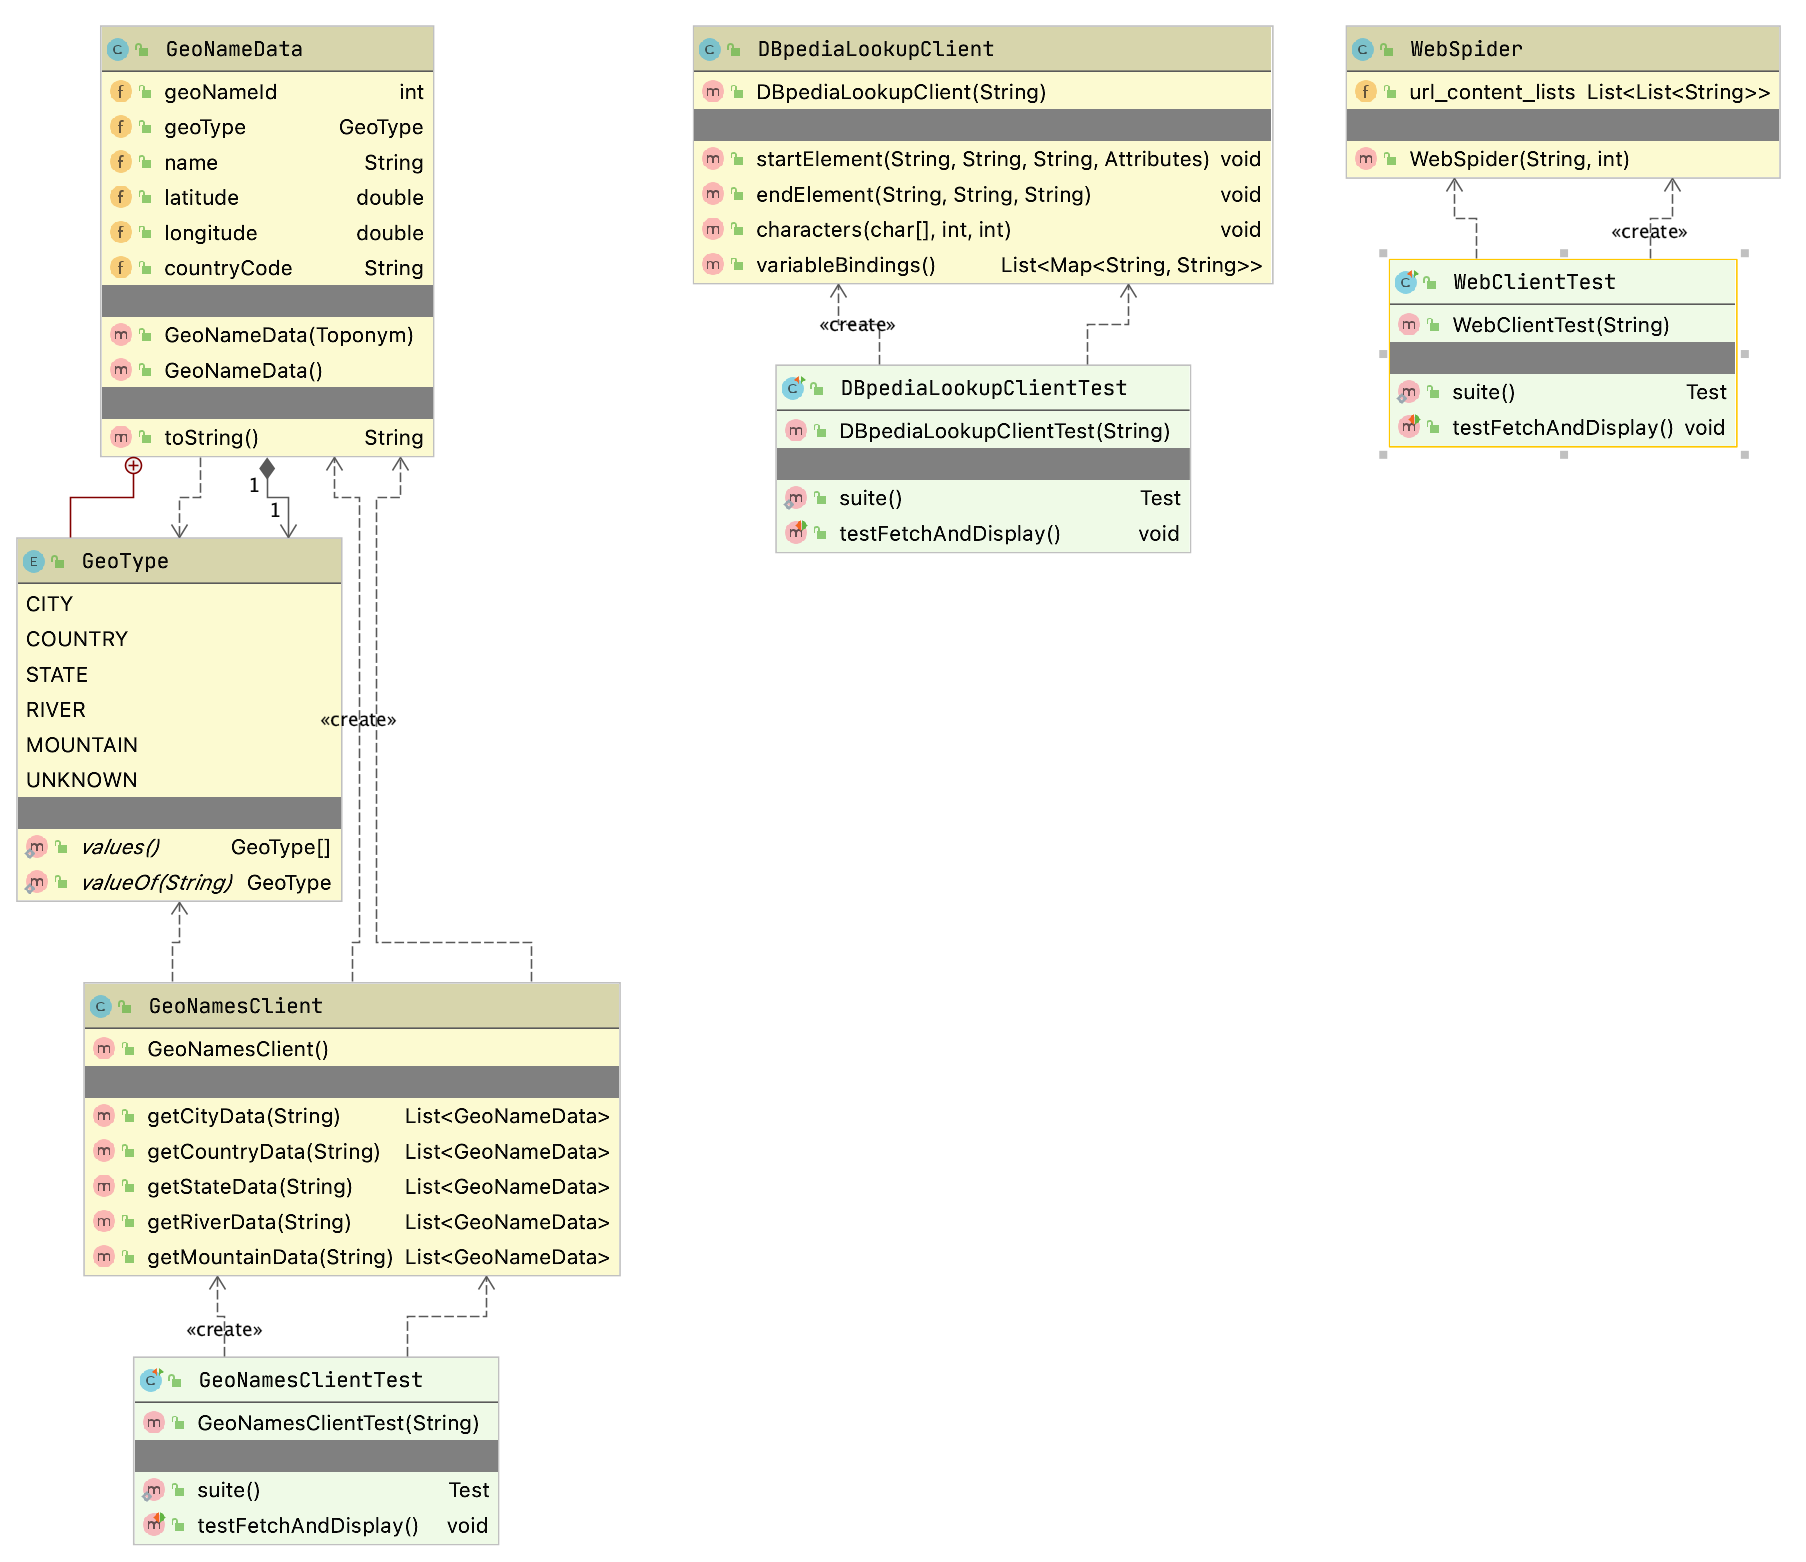 GeoNameData
geoNameId int
geoType GeoType
name String
latitude double
longitude double
countryCode String
GeoNameData(Toponym)
GeoNameData()
toString() String
1
1
GeoType
CITY
COUNTRY
STATE
RIVER
MOUNTAIN
UNKNOWN
values() GeoType[]
valueOf(String) GeoType
«create»
GeoNamesClient
GeoNamesClient()
getCityData(String) List<GeoNameData>
getCountryData(String) List<GeoNameData>
getStateData(String) List<GeoNameData>
getRiverData(String) List<GeoNameData>
getMountainData(String) List<GeoNameData>
«create»
GeoNamesClientTest
GeoNamesClientTest(String)
suite() Test
testFetchAndDisplay() void
DBpediaLookupClient
DBpediaLookupClient(String)
startElement(String, String, String, Attributes) void
endElement(String, String, String) void
characters(char[], int, int) void
variableBindings() List<Map<String, String>>
«create»
DBpediaLookupClientTest
DBpediaLookupClientTest(String)
suite() Test
testFetchAndDisplay() void
WebSpider
url_content_lists List<List<String>>
WebSpider(String, int)
«create»
WebClientTest
WebClientTest(String)
suite() Test
testFetchAndDisplay() void